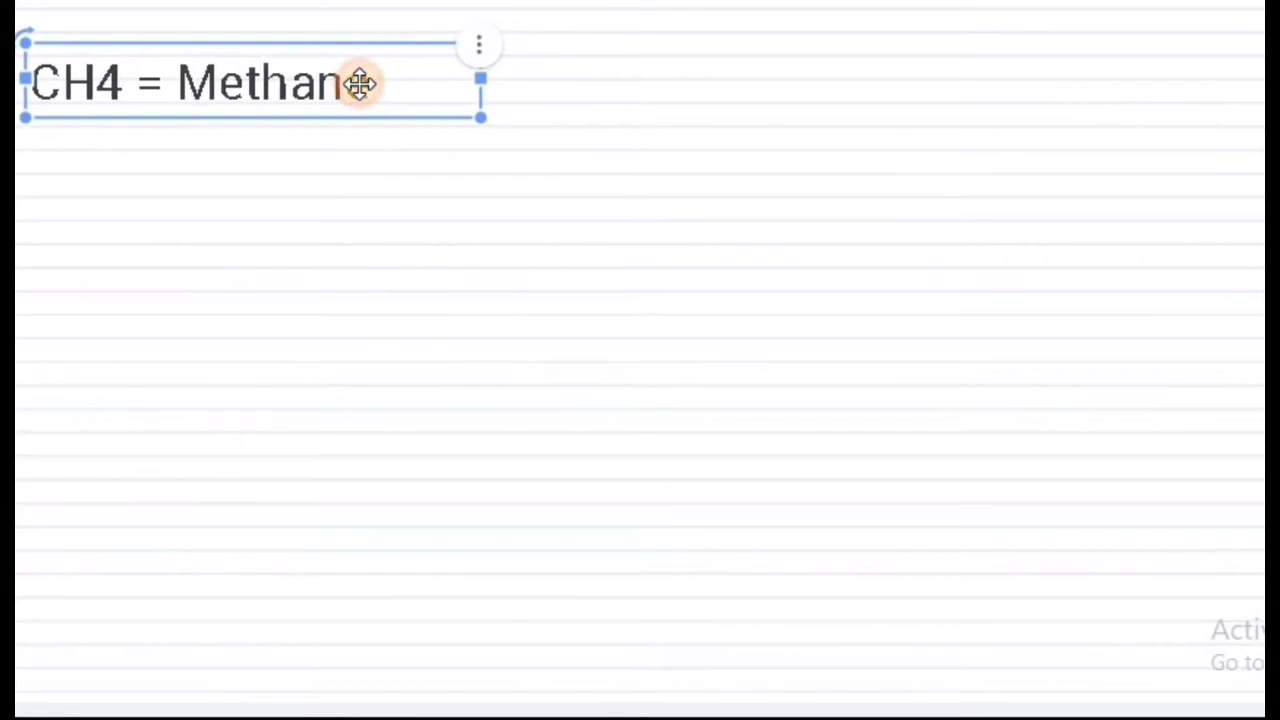 CH4 = Methan
Acti
Go to